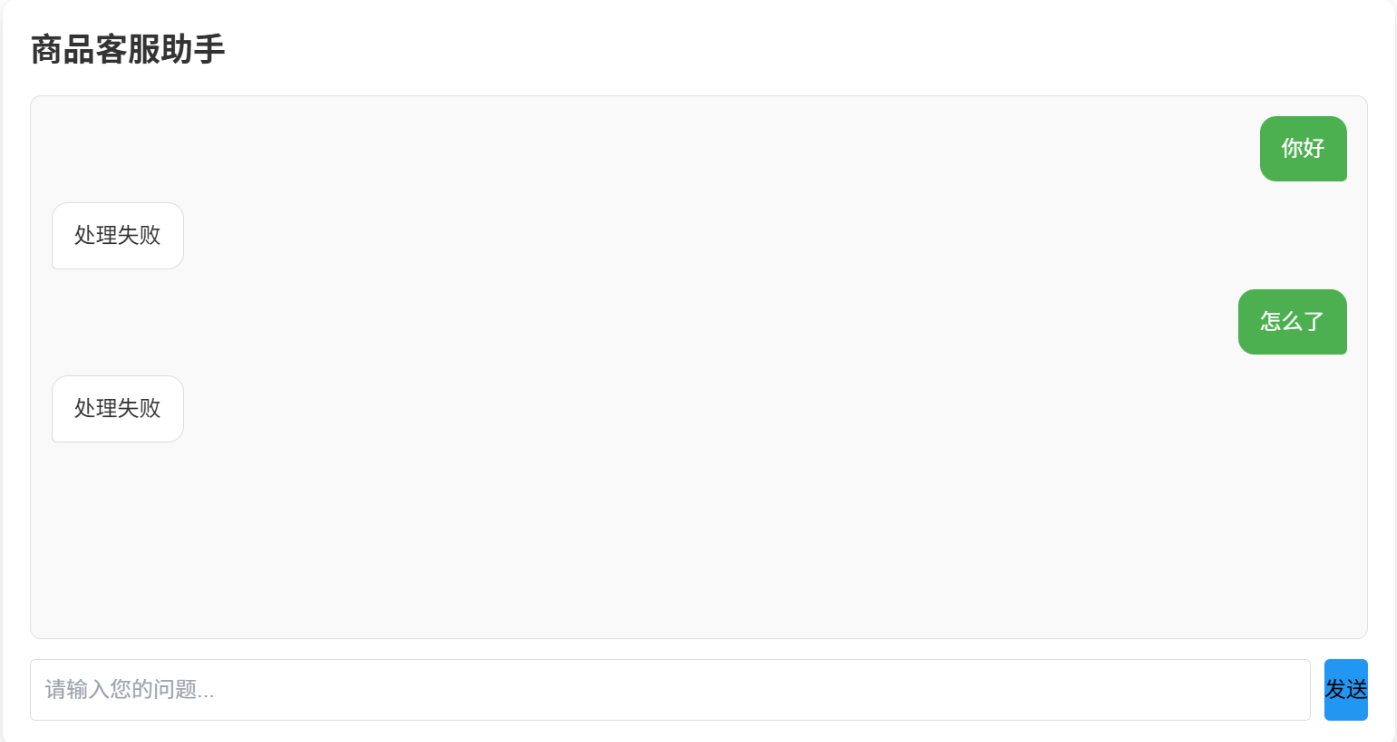 商品客服助手
你好
处理失败
怎么了
处理失败
请输入您的问题...
发送